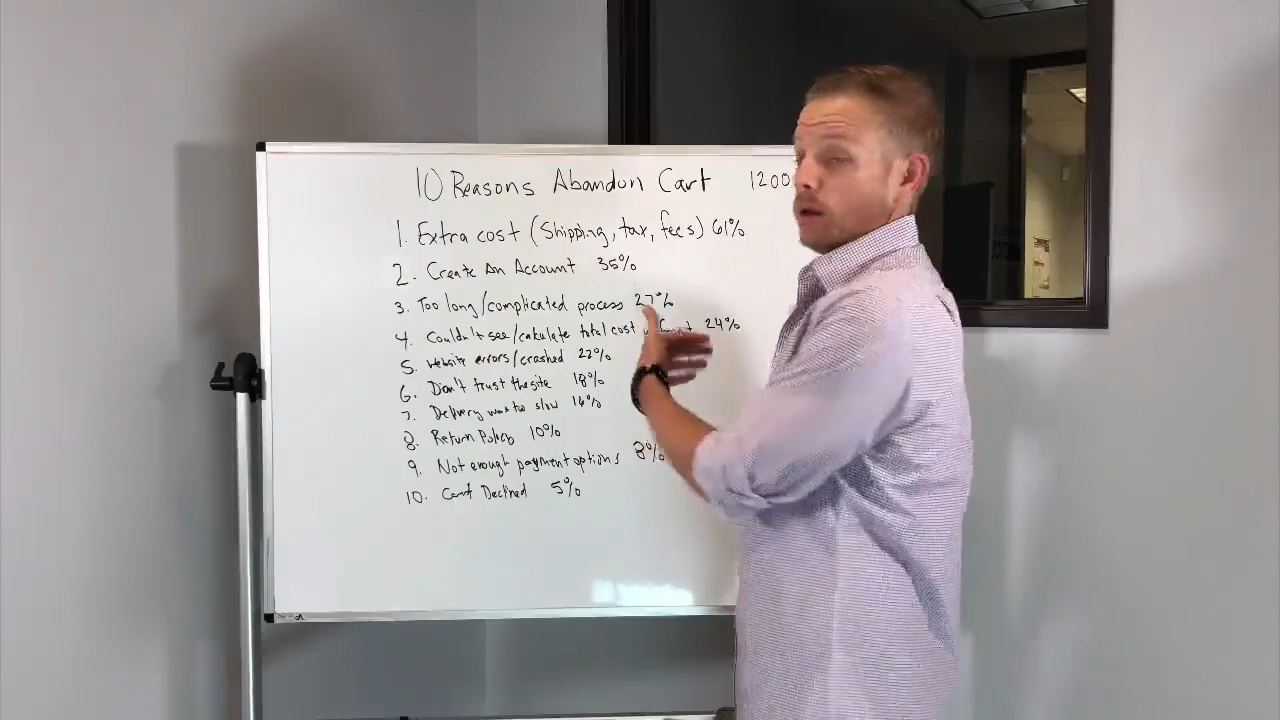 10 Reasons Abandon Cart 1200
1. Extra cost (Shipping, tax, fees) 61%
2. Create An Account 35%
3. Too long/complicated process 27%
4. Couldn't see/calculate total cost 24%
5. website errors/crashed 22%
6. Don't trust the site 18%
7. Delivery was too slow 16%
8. Return Policy 10%
9. Not enough payment options 8%
10. Card Declined 5%